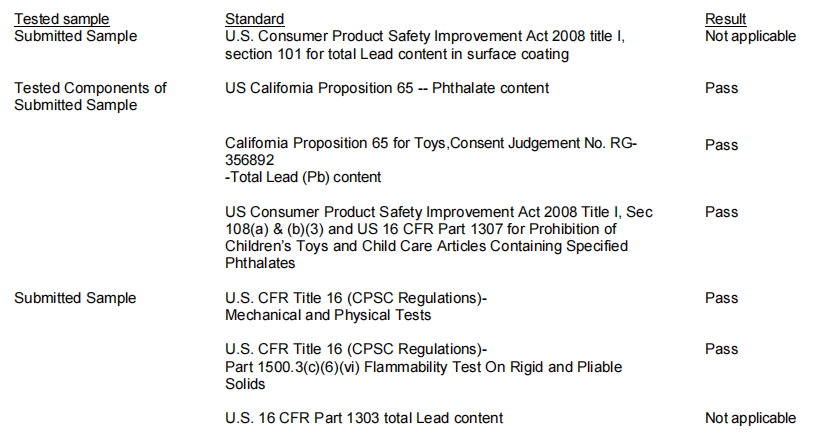 Tested sample Standard Result
Submitted Sample U.S. Consumer Product Safety Improvement Act 2008 title I, Not applicable
section 101 for total Lead content in surface coating
Tested Components of US California Proposition 65 -- Phthalate content Pass
Submitted Sample
California Proposition 65 for Toys,Consent Judgement No. RG- Pass
356892
-Total Lead (Pb) content
US Consumer Product Safety Improvement Act 2008 Title I, Sec Pass
108(a) & (b)(3) and US 16 CFR Part 1307 for Prohibition of
Children’s Toys and Child Care Articles Containing Specified
Phthalates
Submitted Sample U.S. CFR Title 16 (CPSC Regulations)- Pass
Mechanical and Physical Tests
U.S. CFR Title 16 (CPSC Regulations)- Pass
Part 1500.3(c)(6)(vi) Flammability Test On Rigid and Pliable
Solids
U.S. 16 CFR Part 1303 total Lead content Not applicable